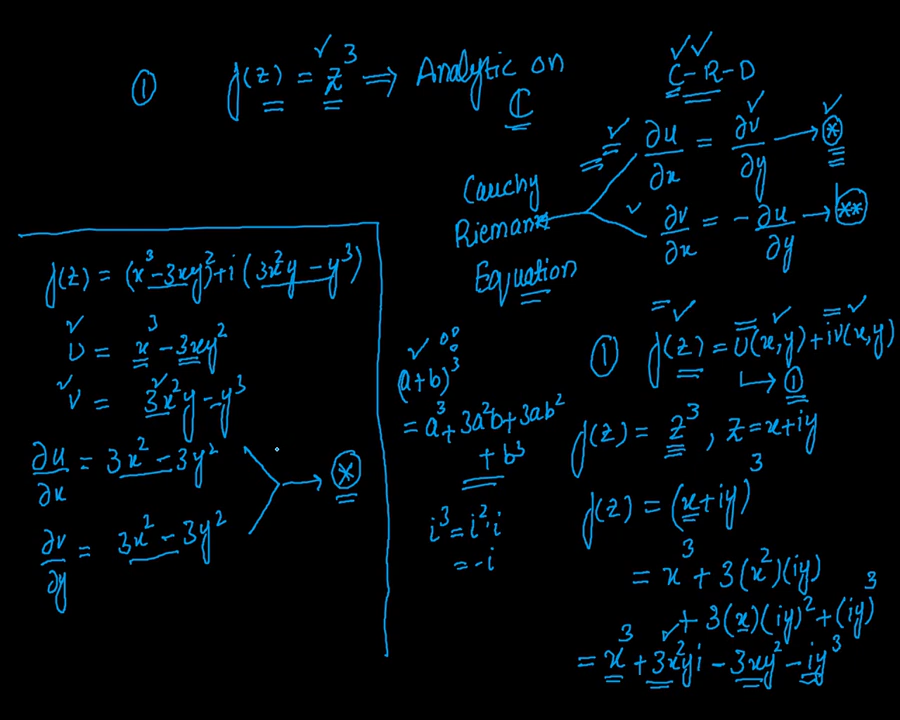 ① f(z) = z³ ⇒ Analytic on ℂ
C-R-D
Cauchy Riemann Equation
∂u/∂x = ∂v/∂y → (*)
∂v/∂x = -∂u/∂y → (**)
f(z) = (x³-3xy²)+i(3x²y-y³)
U = x³-3xy²
V = 3x²y-y³
∂u/∂x = 3x²-3y²
∂v/∂y = 3x²-3y²
→ (*)
(a+b)³
= a³+3a²b+3ab²
+b³
i³ = i²·i
= -i
① f(z) = U(x,y)+iV(x,y)
↳ ①
f(z) = z³, z=x+iy
f(z) = (x+iy)³
= x³+3(x²)(iy)
+3(x)(iy)²+(iy)³
= x³+3x²yi-3xy²-iy³